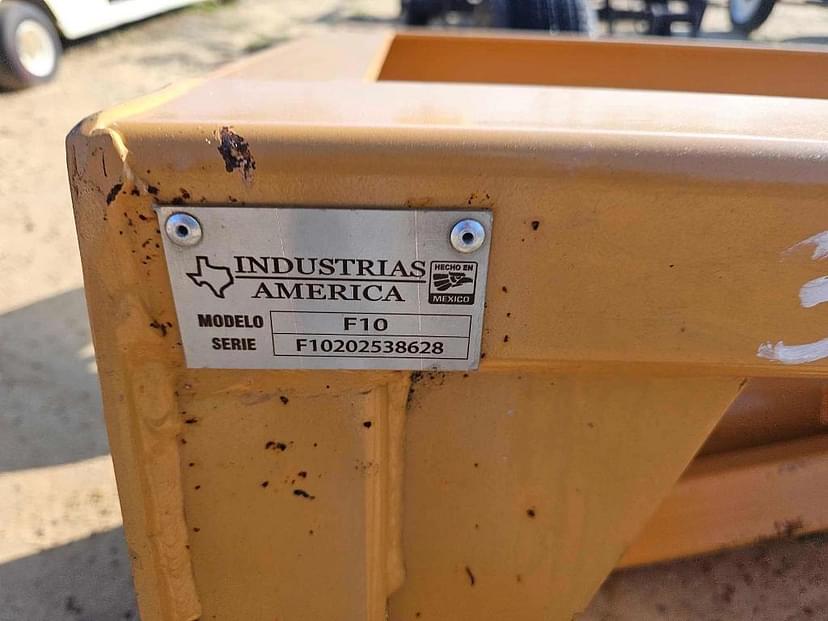 INDUSTRIAS
AMERICA
HECHO EN
MEXICO
MODELO F10
SERIE F10202538628